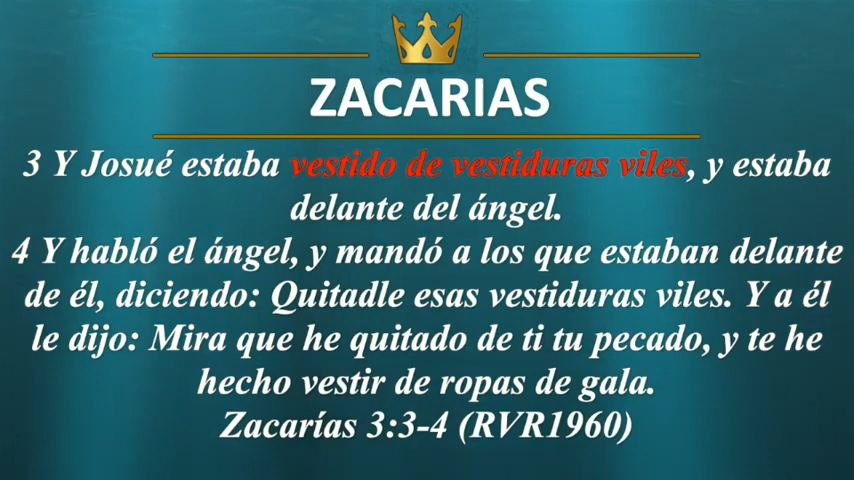 ZACARIAS
3 Y Josué estaba vestido de vestiduras viles, y estaba
delante del ángel.
4 Y habló el ángel, y mandó a los que estaban delante
de él, diciendo: Quitadle esas vestiduras viles. Y a él
le dijo: Mira que he quitado de ti tu pecado, y te he
hecho vestir de ropas de gala.
Zacarías 3:3-4 (RVR1960)